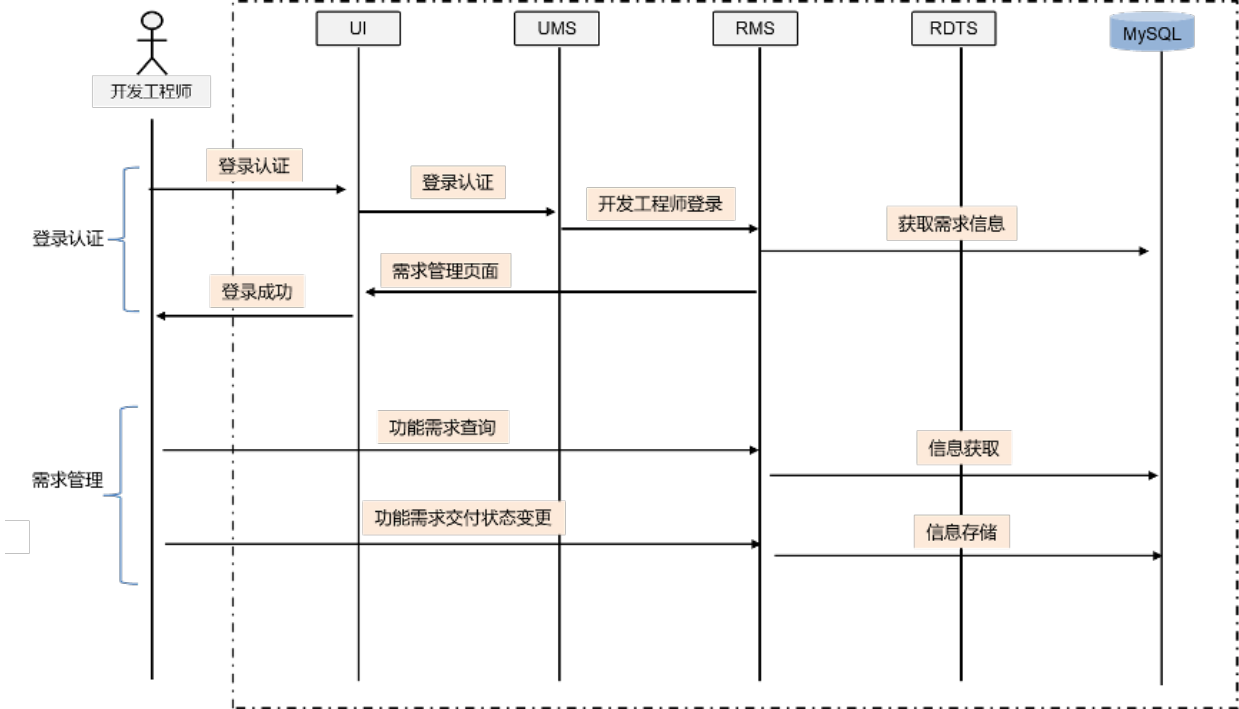 UI
UMS
RMS
RDTS
MySQL
开发工程师
登录认证
登录认证
开发工程师登录
获取需求信息
登录认证
需求管理页面
登录成功
功能需求查询
信息获取
需求管理
功能需求交付状态变更
信息存储